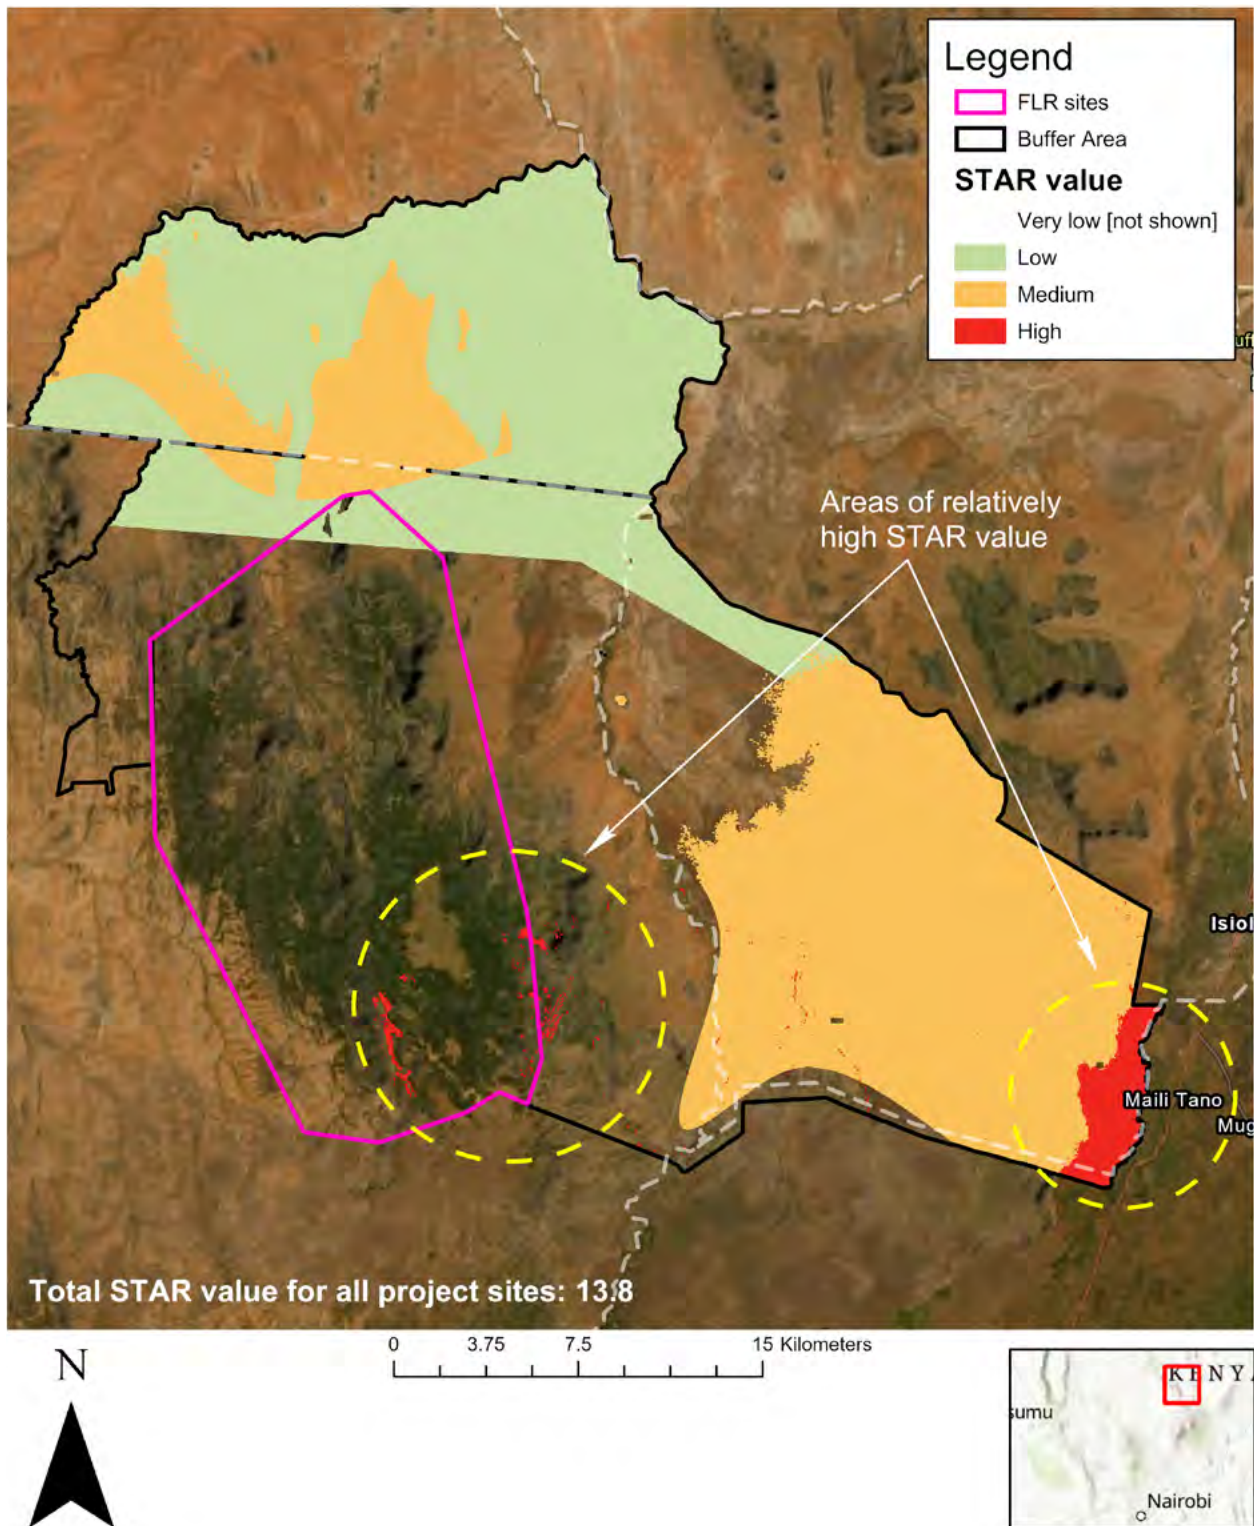 Legend
FLR sites
Buffer Area
STAR value
Very low [not shown]
Low
Medium
High
Areas of relatively
high STAR value
Isiol
Maili Tano
Mug
Total STAR value for all project sites: 13.8
0 3.75 7.5 15 Kilometers
N
KENYA
sumu
Nairobi